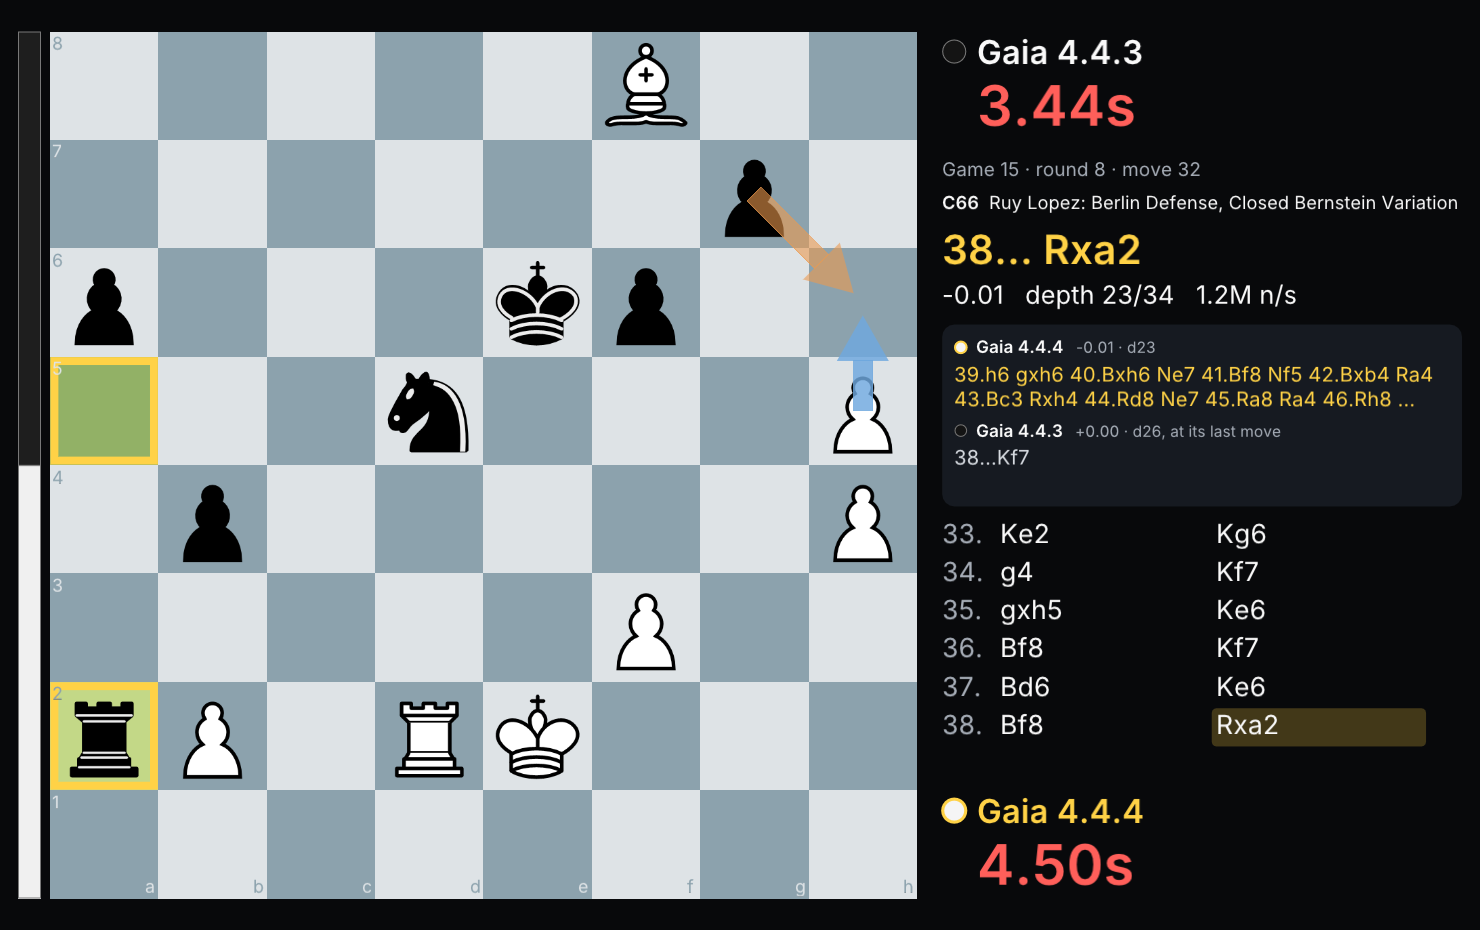 8
7
6
5
4
3
2
1
a
b
c
d
e
f
g
h
Gaia 4.4.3
3.44s
Game 15 · round 8 · move 32
C66 Ruy Lopez: Berlin Defense, Closed Bernstein Variation
38... Rxa2
-0.01 depth 23/34 1.2M n/s
Gaia 4.4.4 -0.01 · d23
39.h6 gxh6 40.Bxh6 Ne7 41.Bf8 Nf5 42.Bxb4 Ra4
43.Bc3 Rxh4 44.Rd8 Ne7 45.Ra8 Ra4 46.Rh8 ...
Gaia 4.4.3 +0.00 · d26, at its last move
38...Kf7
33. Ke2 Kg6
34. g4 Kf7
35. gxh5 Ke6
36. Bf8 Kf7
37. Bd6 Ke6
38. Bf8 Rxa2
Gaia 4.4.4
4.50s